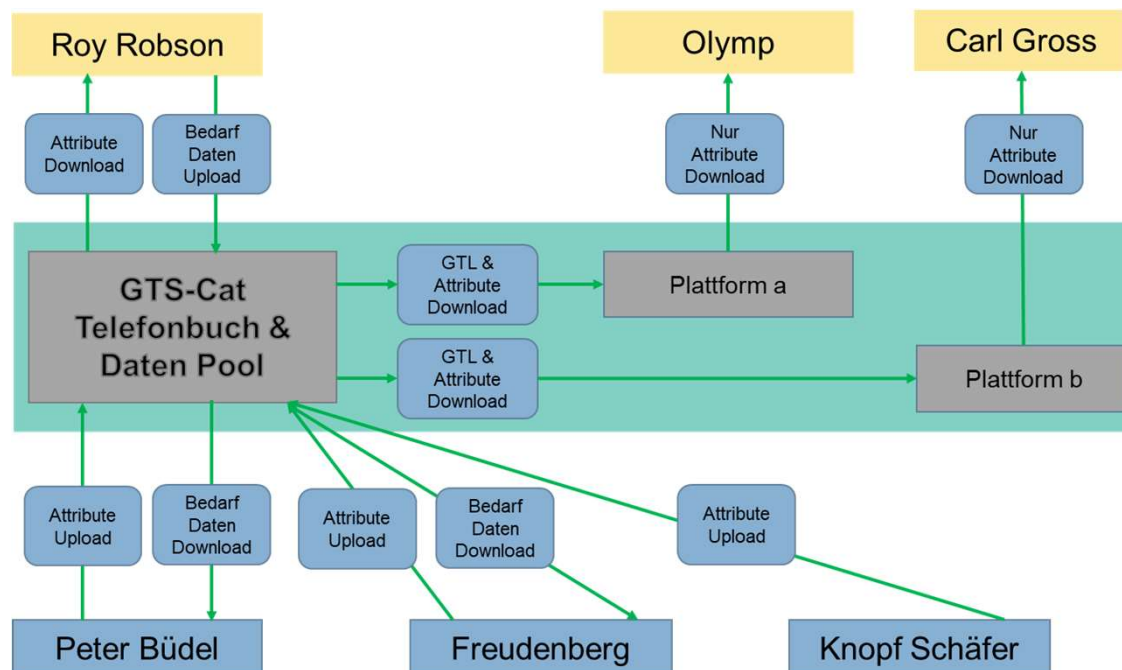 Roy Robson
Olymp
Carl Gross
Attribute
Download
Bedarf
Daten
Upload
Nur
Attribute
Download
Nur
Attribute
Download
GTS-Cat
Telefonbuch &
Daten Pool
GTL &
Attribute
Download
Plattform a
GTL &
Attribute
Download
Plattform b
Attribute
Upload
Bedarf
Daten
Download
Attribute
Upload
Bedarf
Daten
Download
Attribute
Upload
Peter Büdel
Freudenberg
Knopf Schäfer